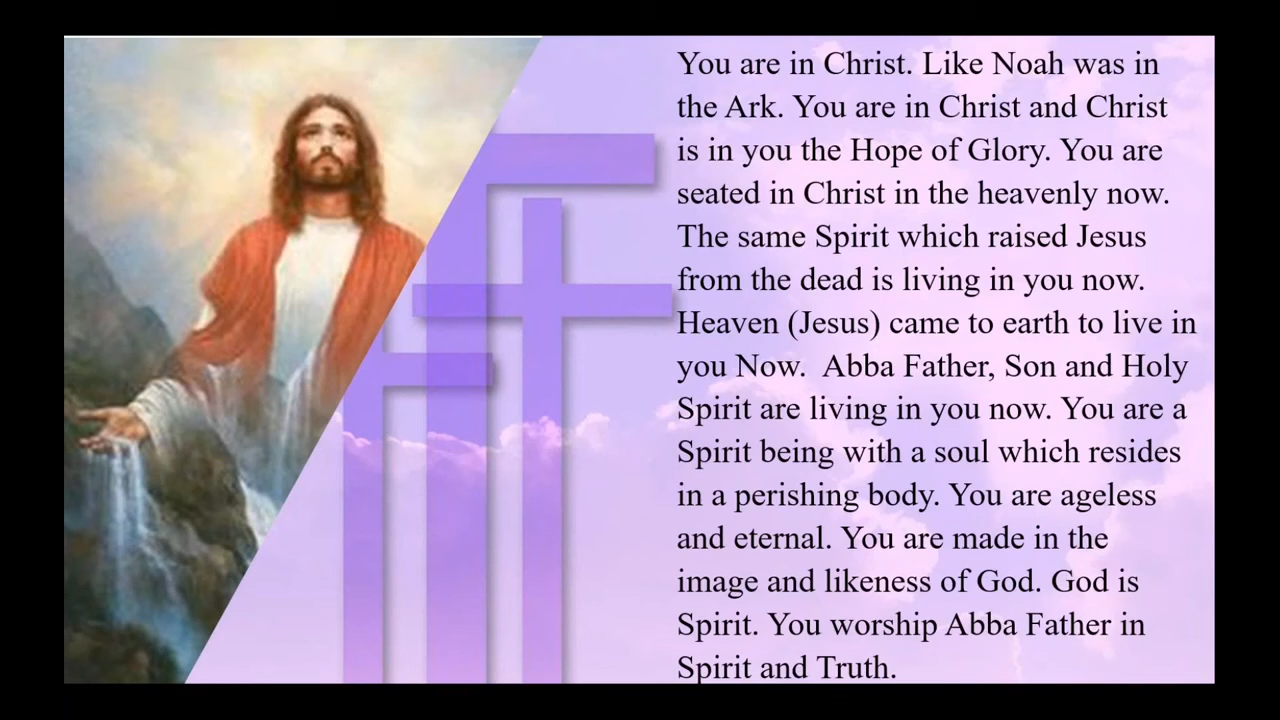 You are in Christ. Like Noah was in
the Ark. You are in Christ and Christ
is in you the Hope of Glory. You are
seated in Christ in the heavenly now.
The same Spirit which raised Jesus
from the dead is living in you now.
Heaven (Jesus) came to earth to live in
you Now.  Abba Father, Son and Holy
Spirit are living in you now. You are a
Spirit being with a soul which resides
in a perishing body. You are ageless
and eternal. You are made in the
image and likeness of God. God is
Spirit. You worship Abba Father in
Spirit and Truth.